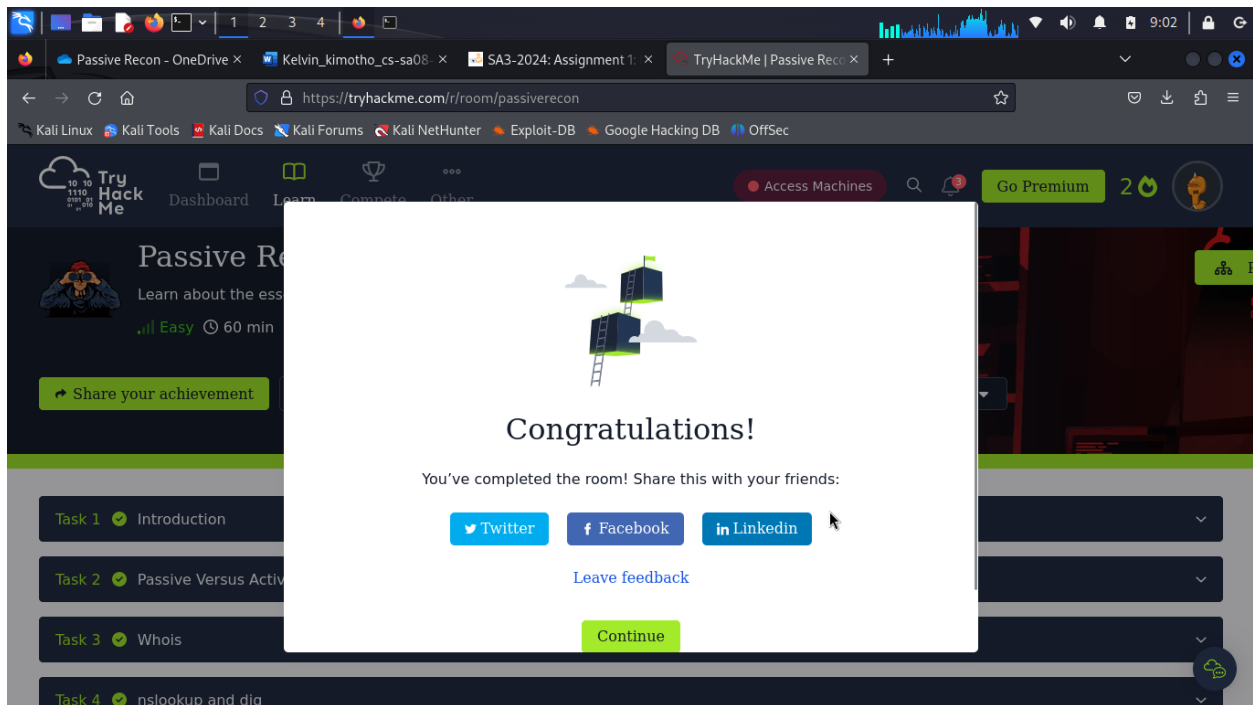 1 2 3 4 9:02
Passive Recon - OneDrive × Kelvin_kimotho_cs-sa08- × SA3-2024: Assignment 1: × TryHackMe | Passive Reco × +
https://tryhackme.com/r/room/passiverecon
Kali Linux Kali Tools Kali Docs Kali Forums Kali NetHunter Exploit-DB Google Hacking DB OffSec
Try Hack Me
Dashboard Learn Compete Other Access Machines 3 Go Premium 2
Passive Re
Learn about the ess
Easy 60 min
Share your achievement
Congratulations!
You’ve completed the room! Share this with your friends:
Twitter Facebook Linkedin
Leave feedback
Continue
Task 1 Introduction
Task 2 Passive Versus Activ
Task 3 Whois
Task 4 nslookup and dig